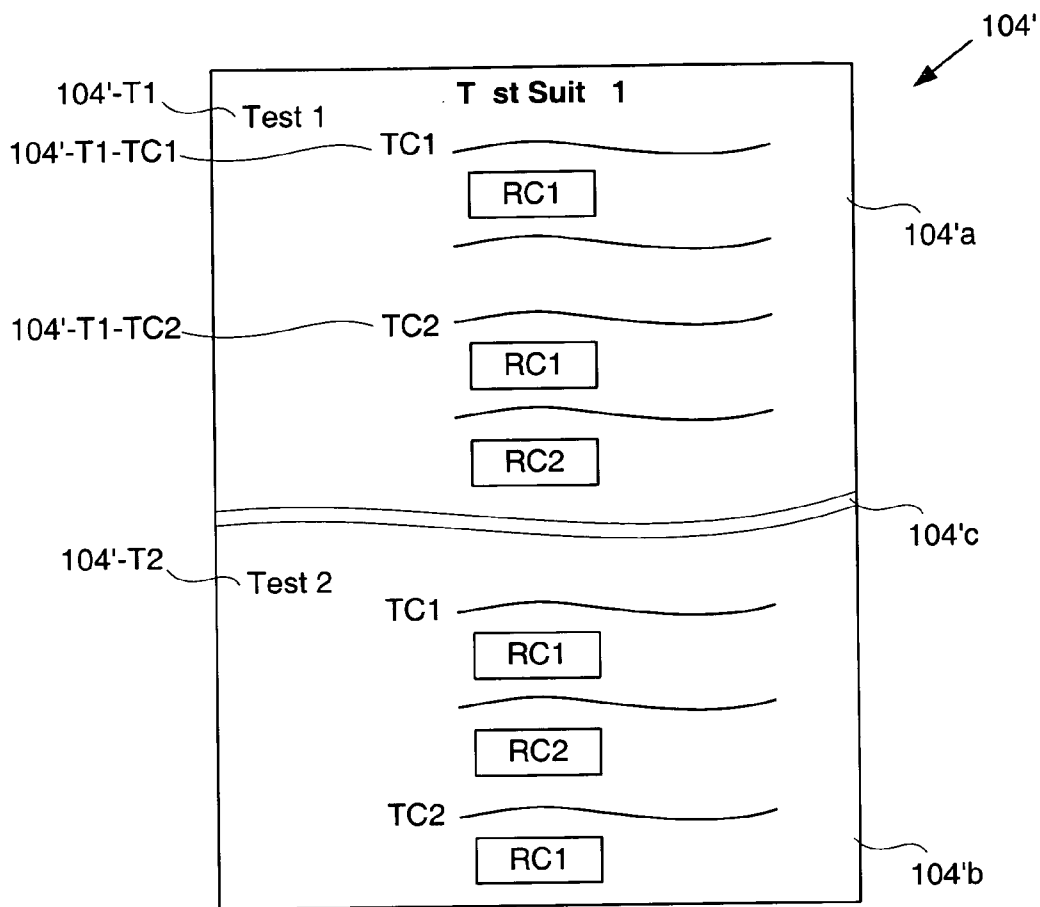 104'
T st Suit 1
104'-T1
Test 1
104'-T1-TC1
TC1
RC1
104'a
104'-T1-TC2
TC2
RC1
RC2
104'c
104'-T2
Test 2
TC1
RC1
RC2
TC2
RC1
104'b